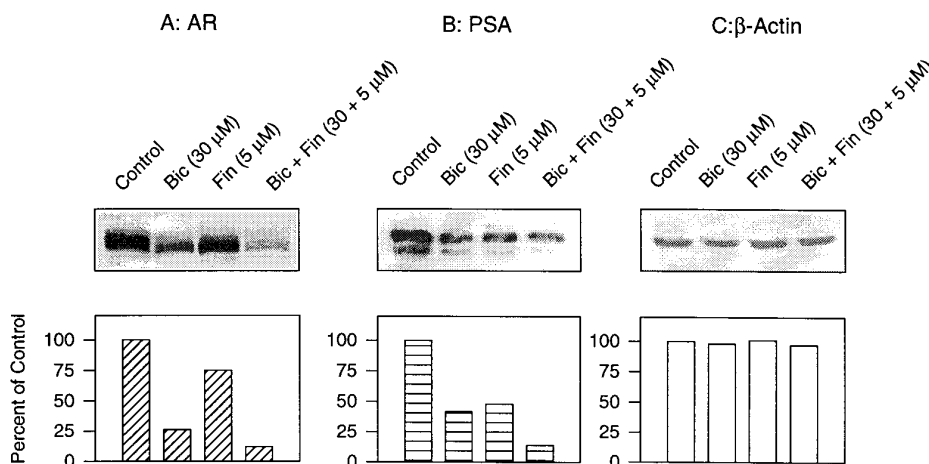 A: AR
B: PSA
C:β-Actin
Control
Bic (30 μM)
Fin (5 μM)
Bic + Fin (30 + 5 μM)
Control
Bic (30 μM)
Fin (5 μM)
Bic + Fin (30 + 5 μM)
Control
Bic (30 μM)
Fin (5 μM)
Bic + Fin (30 + 5 μM)
Percent of Control
100
75
50
25
0
100
75
50
25
0
100
75
50
25
0